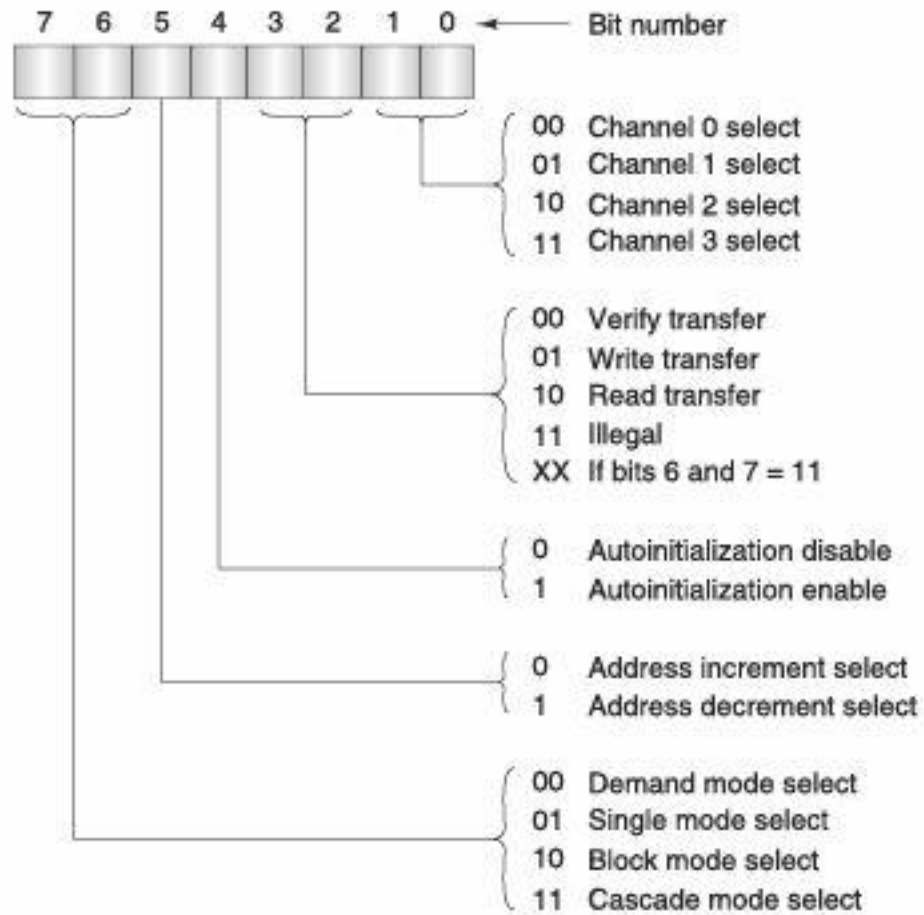 7 6 5 4 3 2 1 0 Bit number
00 Channel 0 select
01 Channel 1 select
10 Channel 2 select
11 Channel 3 select
00 Verify transfer
01 Write transfer
10 Read transfer
11 Illegal
XX If bits 6 and 7 = 11
0 Autoinitialization disable
1 Autoinitialization enable
0 Address increment select
1 Address decrement select
00 Demand mode select
01 Single mode select
10 Block mode select
11 Cascade mode select